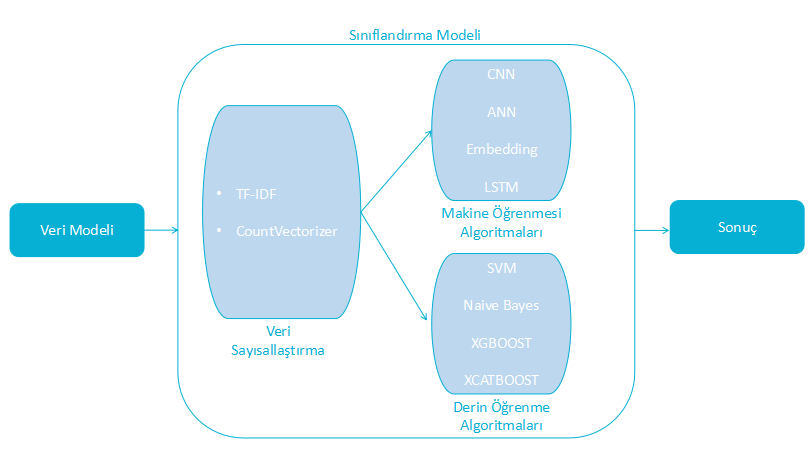 Sınıflandırma Modeli
CNN
ANN
Embedding
LSTM
Makine Öğrenmesi
Algoritmaları
• TF-IDF
• CountVectorizer
Veri
Sayısallaştırma
Veri Modeli
Sonuç
SVM
Naive Bayes
XGBOOST
XCATBOOST
Derin Öğrenme
Algoritmaları